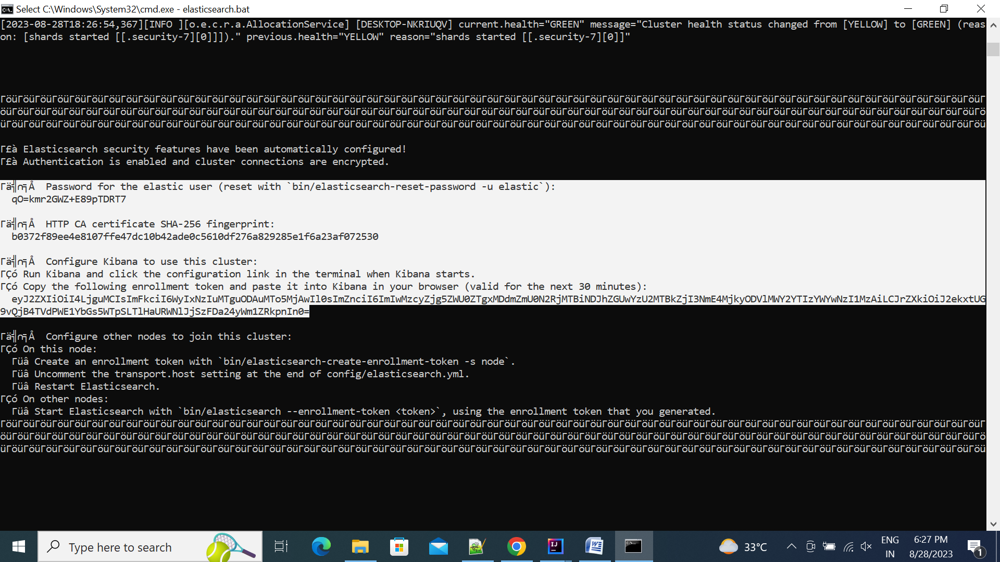 Select C:\Windows\System32\cmd.exe - elasticsearch.bat
[2023-08-28T18:26:54,367][INFO ][o.e.c.r.a.AllocationService] [DESKTOP-NKRIUQV] current.health="GREEN" message="Cluster health status changed from [YELLOW] to [GREEN] (reas
on: [shards started [[.security-7][0]]])." previous.health="YELLOW" reason="shards started [[.security-7][0]]"
Γ£à Elasticsearch security features have been automatically configured!
Γ£à Authentication is enabled and cluster connections are encrypted.
Γä╣∩╕Å  Password for the elastic user (reset with `bin/elasticsearch-reset-password -u elastic`):
qO=kmr2GWZ+E89pTDRT7
Γä╣∩╕Å  HTTP CA certificate SHA-256 fingerprint:
b0372f89ee4e8107ffe47dc10b42ade0c5610df276a829285e1f6a23af072530
Γä╣∩╕Å  Configure Kibana to use this cluster:
ΓÇó Run Kibana and click the configuration link in the terminal when Kibana starts.
ΓÇó Copy the following enrollment token and paste it into Kibana in your browser (valid for the next 30 minutes):
eyJ2ZXIiOiI4LjguMCIsImFkciI6WyIxNzIuMTguODAuMTo5MjAwIl0sImZnciI6ImIwMzcyZjg5ZWU0ZTgxMDdmZmU0N2RjMTBiNDJhZGUwYzU2MTBkZjI3NmE4MjkyODVlMWY2YTIzYWYwNzI1MzAiLCJrZXkiOiJ2ekxtUG
9vQjB4TVdPWE1YbGs5WTpSLTlHaURWNlJjSzFDa24yWm1ZRkpnIn0=
Γä╣∩╕Å  Configure other nodes to join this cluster:
ΓÇó On this node:
Γüâ Create an enrollment token with `bin/elasticsearch-create-enrollment-token -s node`.
Γüâ Uncomment the transport.host setting at the end of config/elasticsearch.yml.
Γüâ Restart Elasticsearch.
ΓÇó On other nodes:
Γüâ Start Elasticsearch with `bin/elasticsearch --enrollment-token <token>`, using the enrollment token that you generated.
Type here to search
33°C
ENG
IN
6:27 PM
8/28/2023
1